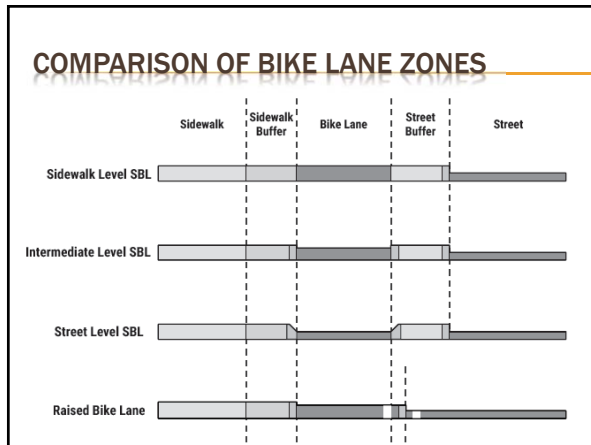 COMPARISON OF BIKE LANE ZONES
Sidewalk
Sidewalk
Buffer
Bike Lane
Street
Buffer
Street
Sidewalk Level SBL
Intermediate Level SBL
Street Level SBL
Raised Bike Lane